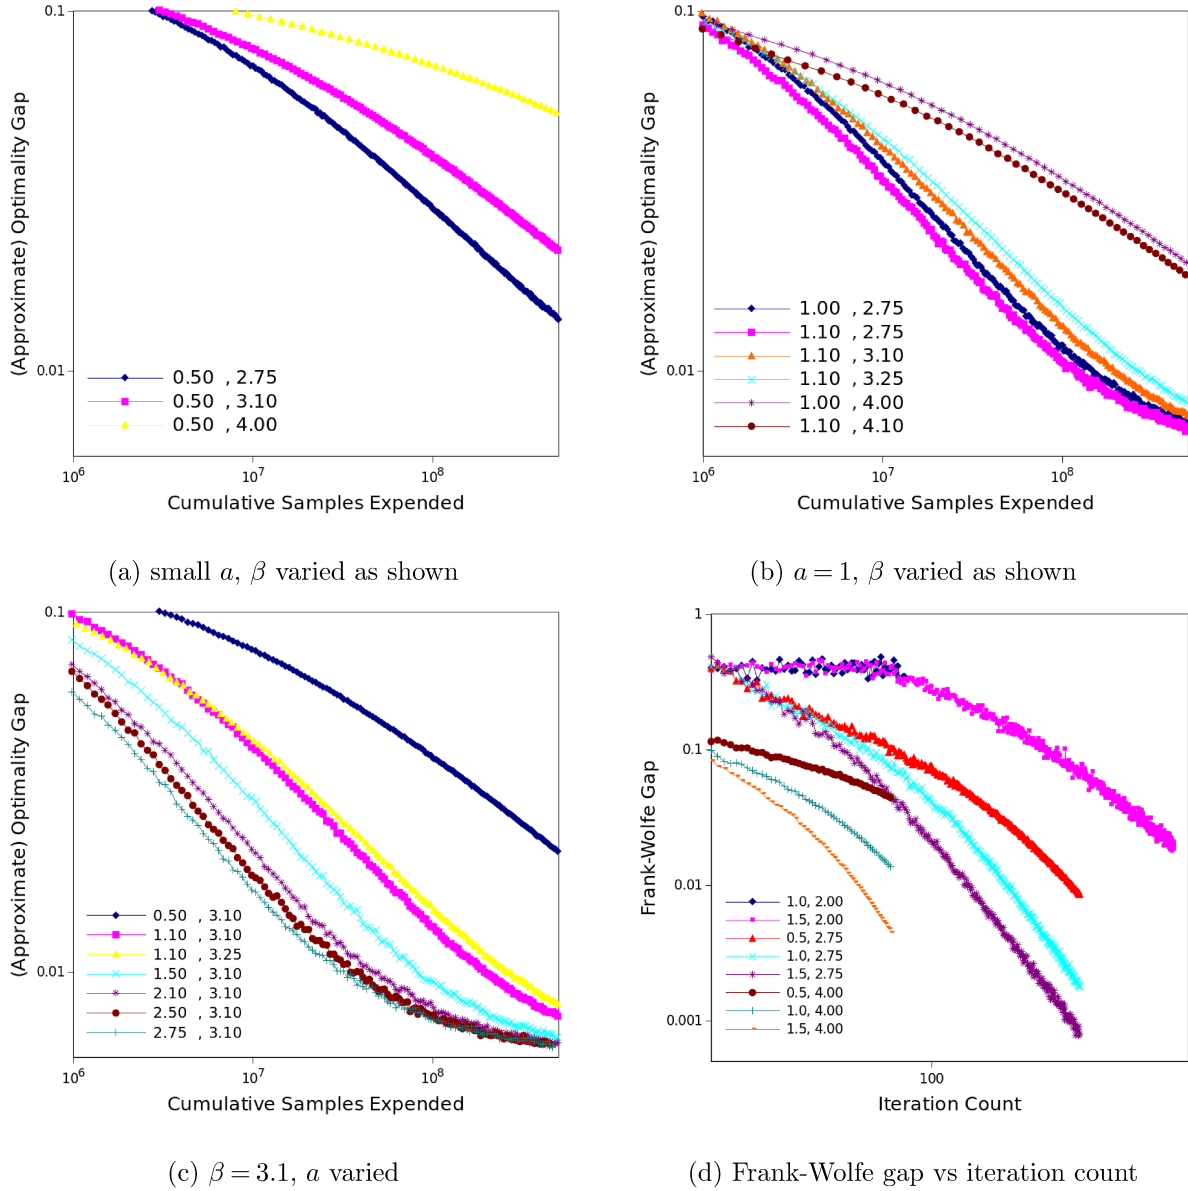 0.1
0.01
(Approximate) Optimality Gap
0.50 , 2.75
0.50 , 3.10
0.50 , 4.00
10^6
10^7
10^8
Cumulative Samples Expended
(a) small a, β varied as shown
0.1
0.01
(Approximate) Optimality Gap
1.00 , 2.75
1.10 , 2.75
1.10 , 3.10
1.10 , 3.25
1.00 , 4.00
1.10 , 4.10
10^6
10^7
10^8
Cumulative Samples Expended
(b) a = 1, β varied as shown
0.1
0.01
(Approximate) Optimality Gap
0.50 , 3.10
1.10 , 3.10
1.10 , 3.25
1.50 , 3.10
2.10 , 3.10
2.50 , 3.10
2.75 , 3.10
10^6
10^7
10^8
Cumulative Samples Expended
(c) β = 3.1, a varied
1
0.1
0.01
0.001
Frank-Wolfe Gap
1.0, 2.00
1.5, 2.00
0.5, 2.75
1.0, 2.75
1.5, 2.75
0.5, 4.00
1.0, 4.00
1.5, 4.00
100
Iteration Count
(d) Frank-Wolfe gap vs iteration count